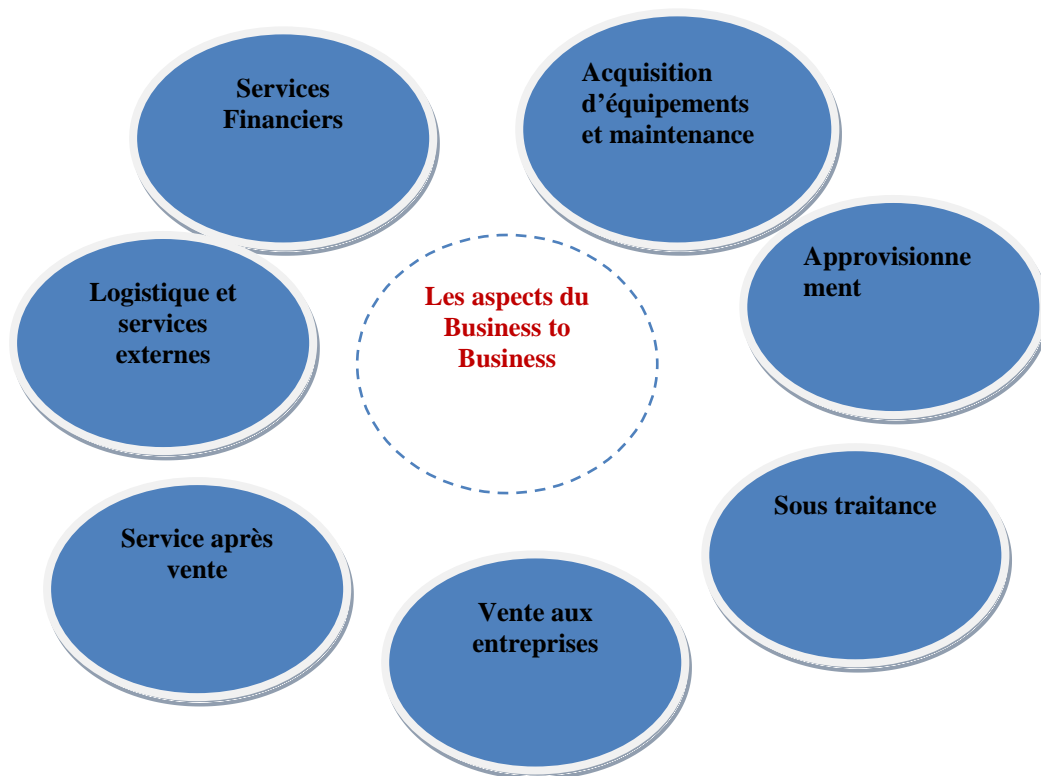 Services
Financiers
Acquisition
d’équipements
et maintenance
Approvisionne
ment
Logistique et
services
externes
Les aspects du
Business to
Business
Sous traitance
Service après
vente
Vente aux
entreprises